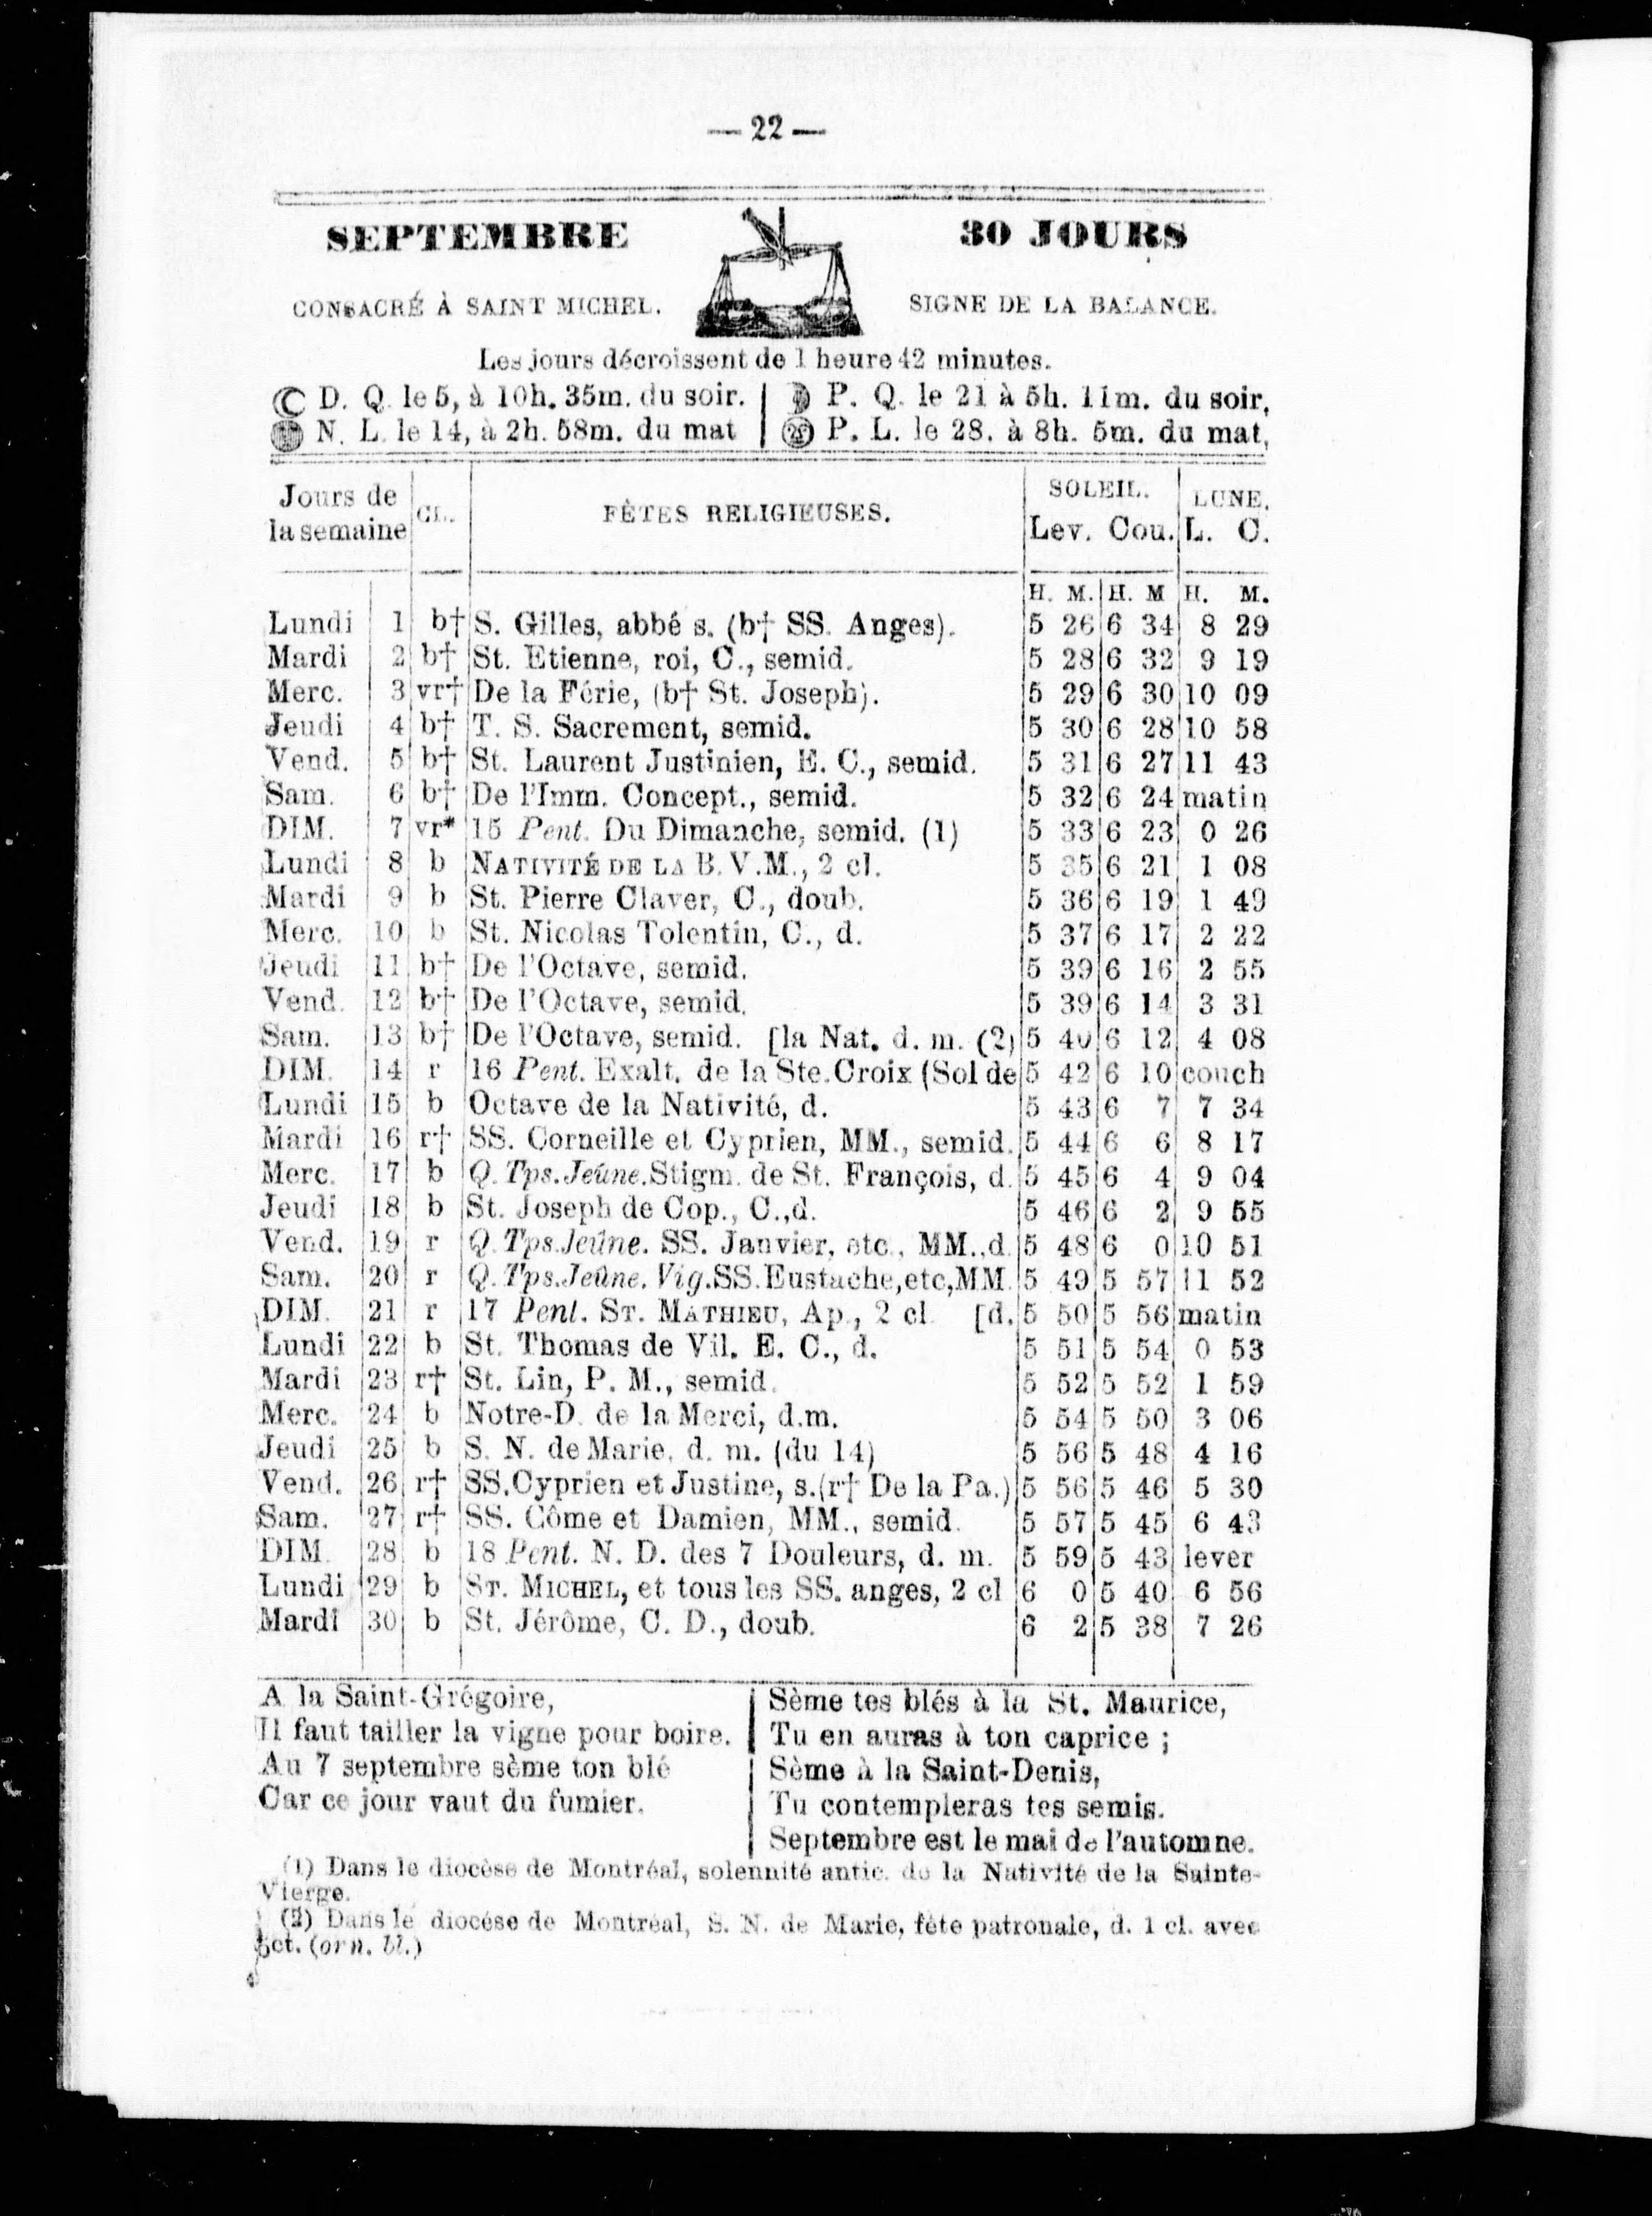 — 22 —
SEPTEMBRE 30 JOURS
CONSACRÉ À SAINT MICHEL. SIGNE DE LA BALANCE.
Les jours décroissent de 1 heure 42 minutes.
D. Q. le 5, à 10h. 35m. du soir. | P. Q. le 21 à 5h. 11m. du soir,
N. L. le 14, à 2h. 58m. du mat | P. L. le 28. à 8h. 5m. du mat,
Jours de la semaine | CL. | FÊTES RELIGIEUSES. | SOLEIL. Lev. Cou. | LUNE. L. C.
H. M. | H. M | H. M.
Lundi | 1 | b† | S. Gilles, abbé s. (b† SS. Anges). | 5 26 | 6 34 | 8 29
Mardi | 2 | b† | St. Etienne, roi, C., semid. | 5 28 | 6 32 | 9 19
Merc. | 3 | vr† | De la Férie, (b† St. Joseph). | 5 29 | 6 30 | 10 09
Jeudi | 4 | b† | T. S. Sacrement, semid. | 5 30 | 6 28 | 10 58
Vend. | 5 | b† | St. Laurent Justinien, E. C., semid. | 5 31 | 6 27 | 11 43
Sam. | 6 | b† | De l'Imm. Concept., semid. | 5 32 | 6 24 | matin
DIM. | 7 | vr* | 15 Pent. Du Dimanche, semid. (1) | 5 33 | 6 23 | 0 26
Lundi | 8 | b | NATIVITÉ DE LA B. V.M., 2 cl. | 5 35 | 6 21 | 1 08
Mardi | 9 | b | St. Pierre Claver, C., doub. | 5 36 | 6 19 | 1 49
Merc. | 10 | b | St. Nicolas Tolentin, C., d. | 5 37 | 6 17 | 2 22
Jeudi | 11 | b† | De l'Octave, semid. | 5 39 | 6 16 | 2 55
Vend. | 12 | b† | De l'Octave, semid. | 5 39 | 6 14 | 3 31
Sam. | 13 | b† | De l'Octave, semid. [la Nat. d. m. (2) | 5 40 | 6 12 | 4 08
DIM. | 14 | r | 16 Pent. Exalt. de la Ste.Croix (Sol de | 5 42 | 6 10 | couch
Lundi | 15 | b | Octave de la Nativité, d. | 5 43 | 6 7 | 7 34
Mardi | 16 | r† | SS. Corneille et Cyprien, MM., semid. | 5 44 | 6 6 | 8 17
Merc. | 17 | b | Q. Tps. Jeûne. Stigm. de St. François, d. | 5 45 | 6 4 | 9 04
Jeudi | 18 | b | St. Joseph de Cop., C.,d. | 5 46 | 6 2 | 9 55
Vend. | 19 | r | Q. Tps. Jeûne. SS. Janvier, etc., MM.,d. | 5 48 | 6 0 | 10 51
Sam. | 20 | r | Q. Tps. Jeûne. Vig. SS. Eustache,etc,MM. | 5 49 | 5 57 | 11 52
DIM. | 21 | r | 17 Pent. ST. MATHIEU, Ap., 2 cl. [d. | 5 50 | 5 56 | matin
Lundi | 22 | b | St. Thomas de Vil. E. C., d. | 5 51 | 5 54 | 0 53
Mardi | 23 | r† | St. Lin, P. M., semid. | 5 52 | 5 52 | 1 59
Merc. | 24 | b | Notre-D. de la Merci, d.m. | 5 54 | 5 50 | 3 06
Jeudi | 25 | b | S. N. de Marie, d. m. (du 14) | 5 56 | 5 48 | 4 16
Vend. | 26 | r† | SS.Cyprien et Justine, s.(r† De la Pa.) | 5 56 | 5 46 | 5 30
Sam. | 27 | r† | SS. Côme et Damien, MM., semid. | 5 57 | 5 45 | 6 43
DIM. | 28 | b | 18 Pent. N. D. des 7 Douleurs, d. m. | 5 59 | 5 43 | lever
Lundi | 29 | b | ST. MICHEL, et tous les SS. anges, 2 cl | 6 0 | 5 40 | 6 56
Mardi | 30 | b | St. Jérôme, C. D., doub. | 6 2 | 5 38 | 7 26
A la Saint-Grégoire,
Il faut tailler la vigne pour boire.
Au 7 septembre sème ton blé
Car ce jour vaut du fumier.
Sème tes blés à la St. Maurice,
Tu en auras à ton caprice ;
Sème à la Saint-Denis,
Tu contempleras tes semis.
Septembre est le mai de l'automne.
(1) Dans le diocèse de Montréal, solennité antic. de la Nativité de la Sainte-
Vierge.
(2) Dans le diocèse de Montréal, S. N. de Marie, fête patronale, d. 1 cl. avec
oct. (orn. bl.)